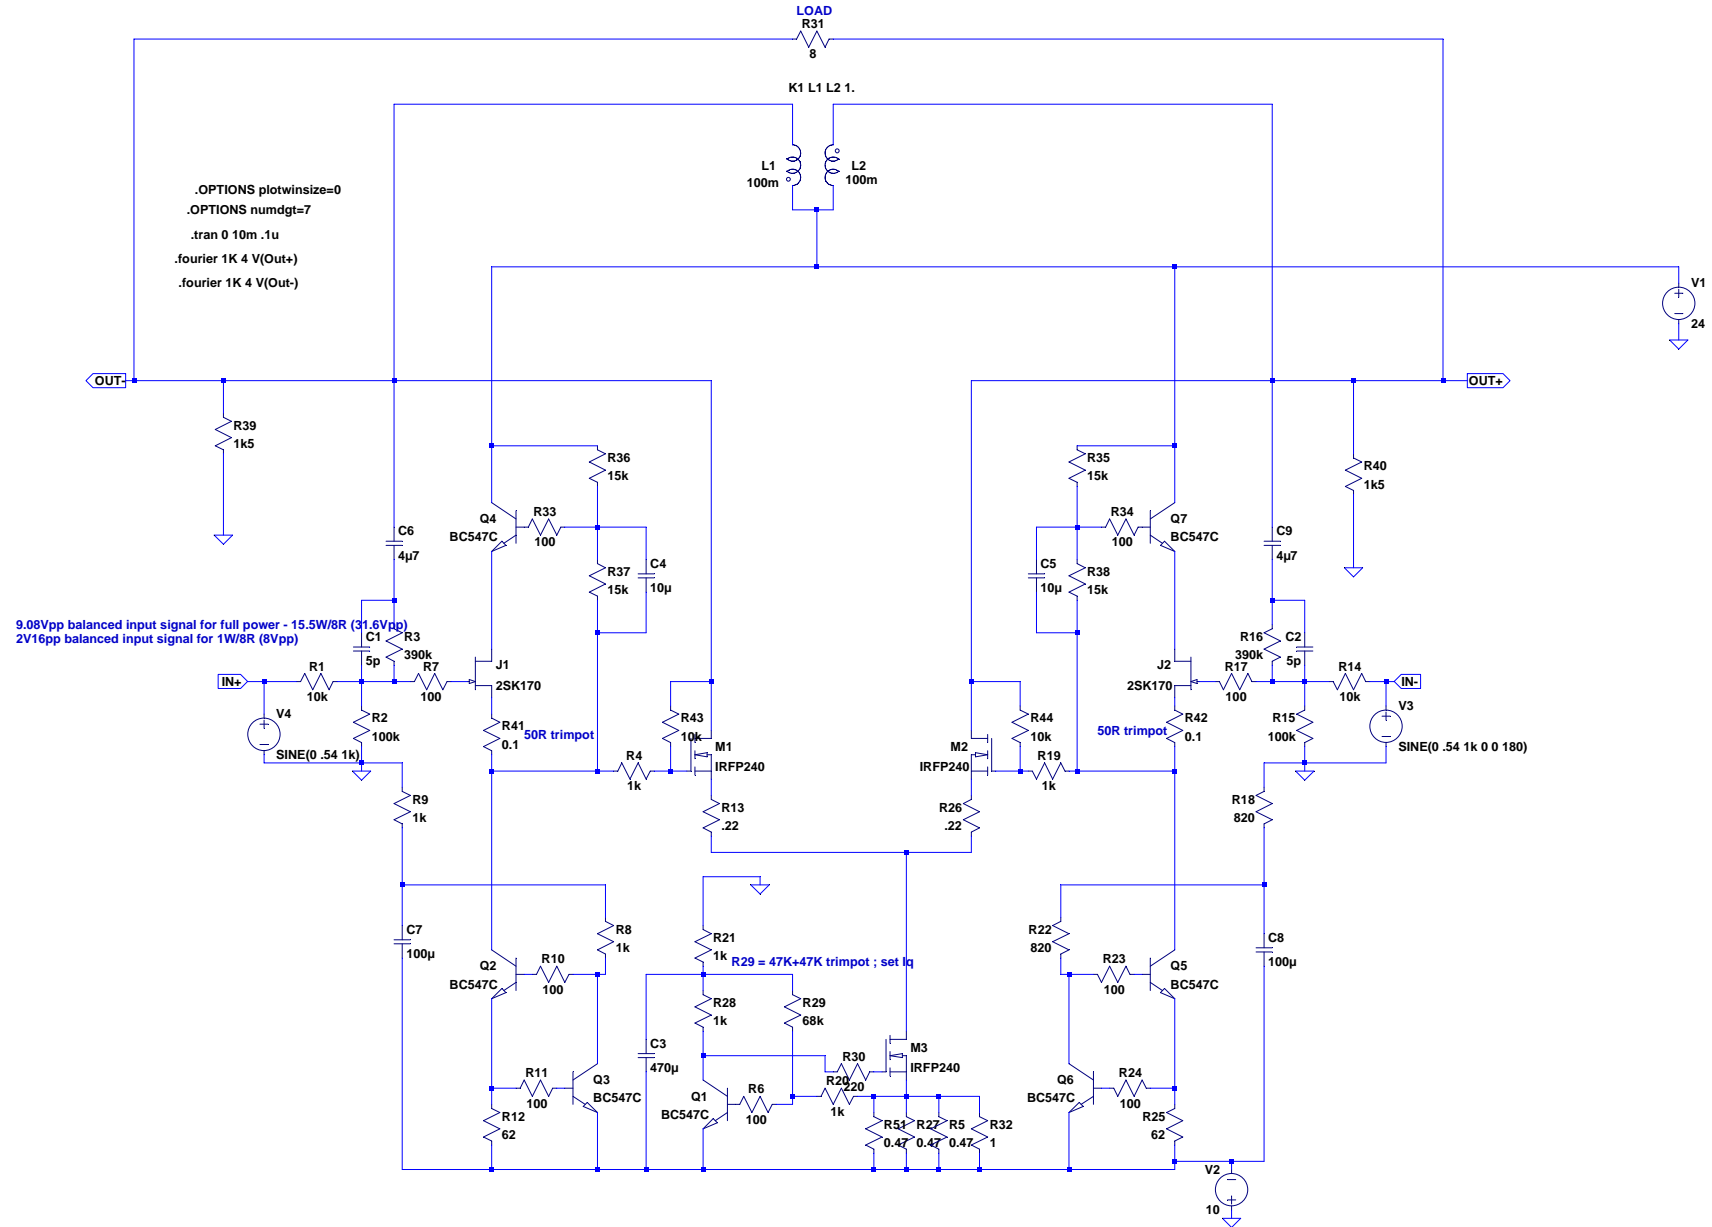 LOAD
R31
8
K1 L1 L2 1.
L1
100m
L2
100m
.OPTIONS plotwinsize=0
.OPTIONS numdgt=7
.tran 0 10m .1u
.fourier 1K 4 V(Out+)
.fourier 1K 4 V(Out-)
V1
24
OUT-
OUT+
R39
1k5
R40
1k5
R36
15k
R35
15k
Q4
BC547C
R33
100
R34
100
Q7
BC547C
C6
4µ7
C9
4µ7
R37
15k
C4
10µ
C5
10µ
R38
15k
9.08Vpp balanced input signal for full power - 15.5W/8R (31.6Vpp)
2V16pp balanced input signal for 1W/8R (8Vpp)
C1
5p
R3
390k
R16
390k
C2
5p
IN+
R1
10k
R7
100
J1
2SK170
J2
2SK170
R17
100
R14
10k
IN-
V4
SINE(0 .54 1k)
R2
100k
R41
0.1
50R trimpot
R43
10k
M1
IRFP240
R4
1k
R44
10k
M2
IRFP240
R19
1k
50R trimpot
R42
0.1
R15
100k
V3
SINE(0 .54 1k 0 0 180)
R9
1k
R13
.22
R26
.22
R18
820
C7
100µ
R8
1k
R21
1k
R29 = 47K+47K trimpot ; set Iq
R22
820
C8
100µ
Q2
BC547C
R10
100
R23
100
Q5
BC547C
R28
1k
R29
68k
C3
470µ
M3
IRFP240
R30
220
R20
1k
R11
100
Q3
BC547C
Q1
BC547C
R6
100
Q6
BC547C
R24
100
R12
62
R51
0.47
R27
0.47
R5
0.47
R32
1
R25
62
V2
10